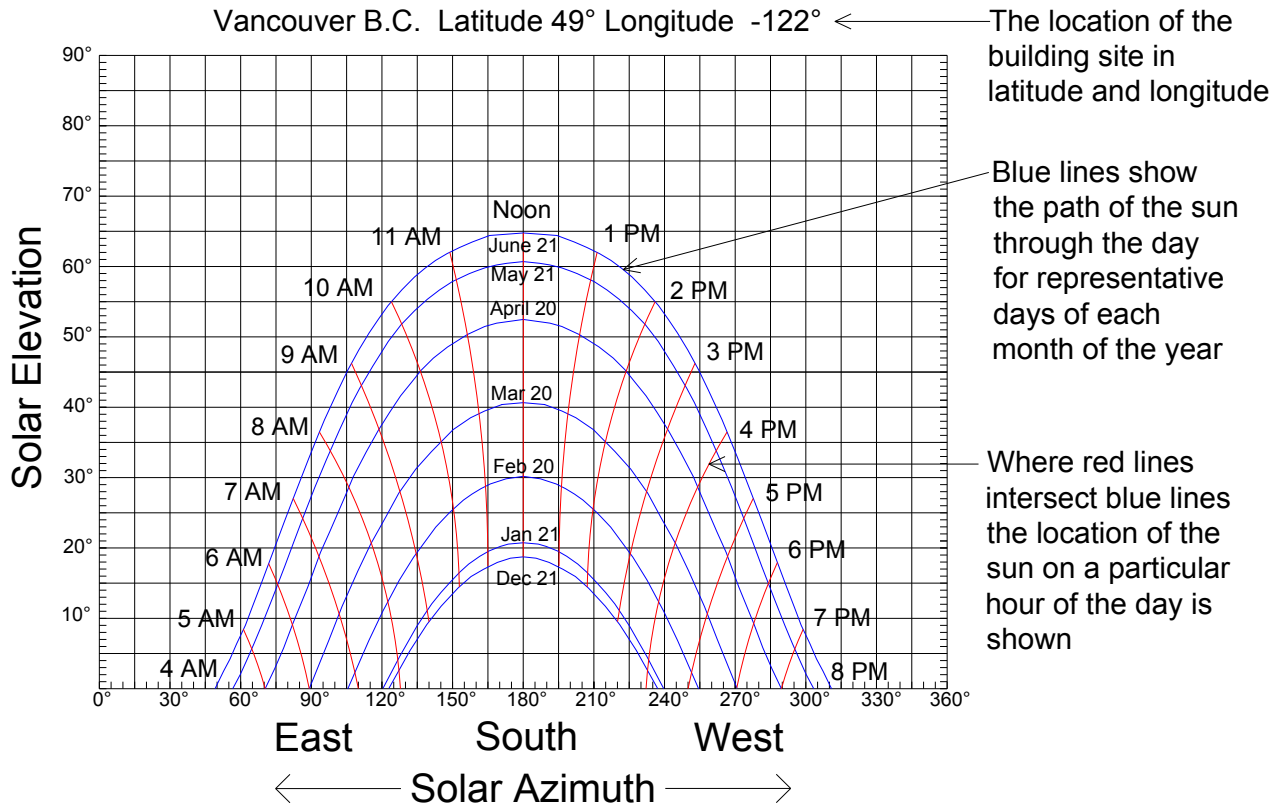 Vancouver B.C.  Latitude 49° Longitude  -122°
The location of the
building site in
latitude and longitude
90°
80°
70°
60°
50°
40°
30°
20°
10°
Solar Elevation
Noon
11 AM
1 PM
June 21
10 AM
May 21
2 PM
April 20
9 AM
3 PM
Mar 20
8 AM
4 PM
Feb 20
7 AM
5 PM
Jan 21
6 AM
6 PM
Dec 21
5 AM
7 PM
4 AM
8 PM
Blue lines show
the path of the sun
through the day
for representative
days of each
month of the year
Where red lines
intersect blue lines
the location of the
sun on a particular
hour of the day is
shown
0° 30° 60° 90° 120° 150° 180° 210° 240° 270° 300° 330° 360°
East South West
Solar Azimuth